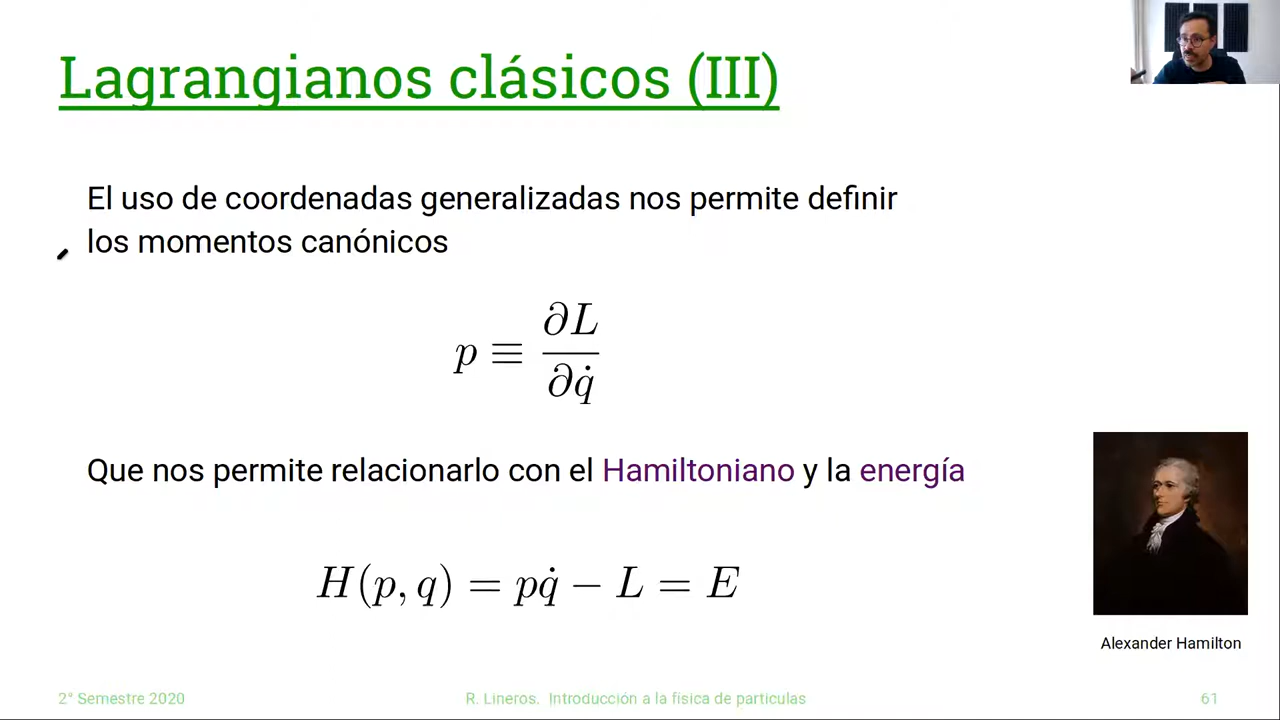 Lagrangianos clásicos (III)
El uso de coordenadas generalizadas nos permite definir
los momentos canónicos
p ≡ ∂L/∂q̇
Que nos permite relacionarlo con el Hamiltoniano y la energía
H(p, q) = pq̇ − L = E
Alexander Hamilton
2° Semestre 2020
R. Lineros. Introducción a la física de particulas
61